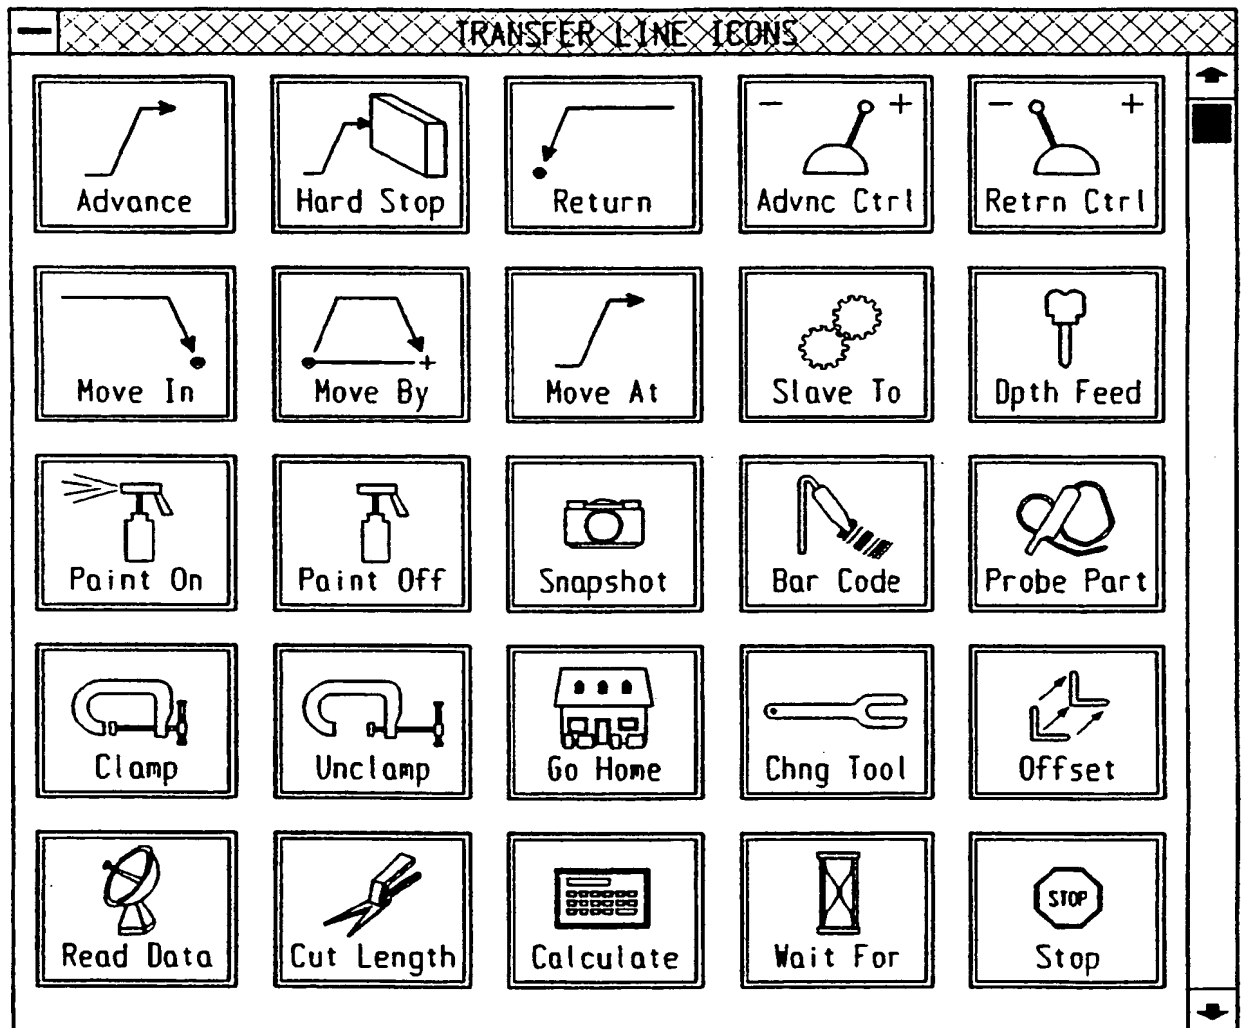 TRANSFER LINE ICONS
Advance
Hard Stop
Return
- +
Advnc Ctrl
- +
Retrn Ctrl
Move In
+
Move By
Move At
Slave To
Dpth Feed
Paint On
Paint Off
Snapshot
Bar Code
Probe Part
Clamp
Unclamp
Go Home
Chng Tool
Offset
Read Data
Cut Length
Calculate
Wait For
STOP
Stop